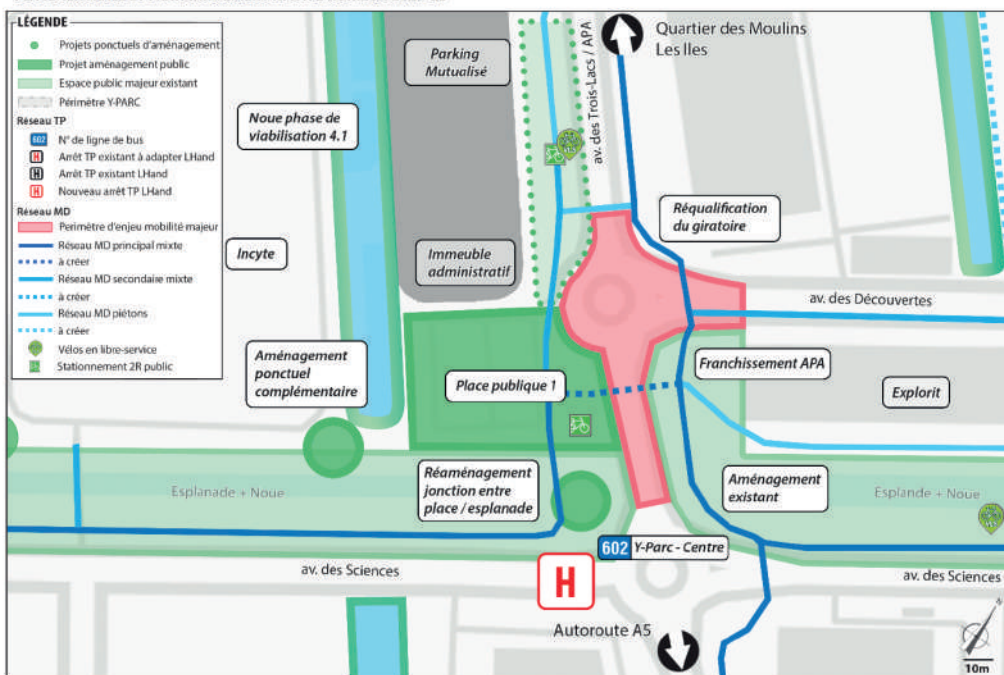 LÉGENDE
Projets ponctuels d'aménagement
Projet aménagement public
Espace public majeur existant
Périmètre Y-PARC
Réseau TP
602 N° de ligne de bus
H Arrêt TP existant à adapter LHand
H Arrêt TP existant LHand
H Nouveau arrêt TP LHand
Réseau MD
Perimètre d'enjeu mobilité majeur
Réseau MD principal mixte
à créer
Réseau MD secondaire mixte
à créer
Réseau MD piétons
à créer
Vélos en libre-service
Stationnement 2R public
Quartier des Moulins
Les Iles
Parking
Mutualisé
av. des Trois-Lacs / APA
Noue phase de
viabilisation 4.1
Réqualification
du giratoire
Incyte
Immeuble
administratif
av. des Découvertes
Aménagement
ponctuel
complémentaire
Place publique 1
Franchissement APA
Explorit
Esplanade + Noue
Réaménagement
jonction entre
place / esplanade
Aménagement
existant
Esplande + Noue
602 Y-Parc - Centre
av. des Sciences
H
av. des Sciences
Autoroute A5
N
10m